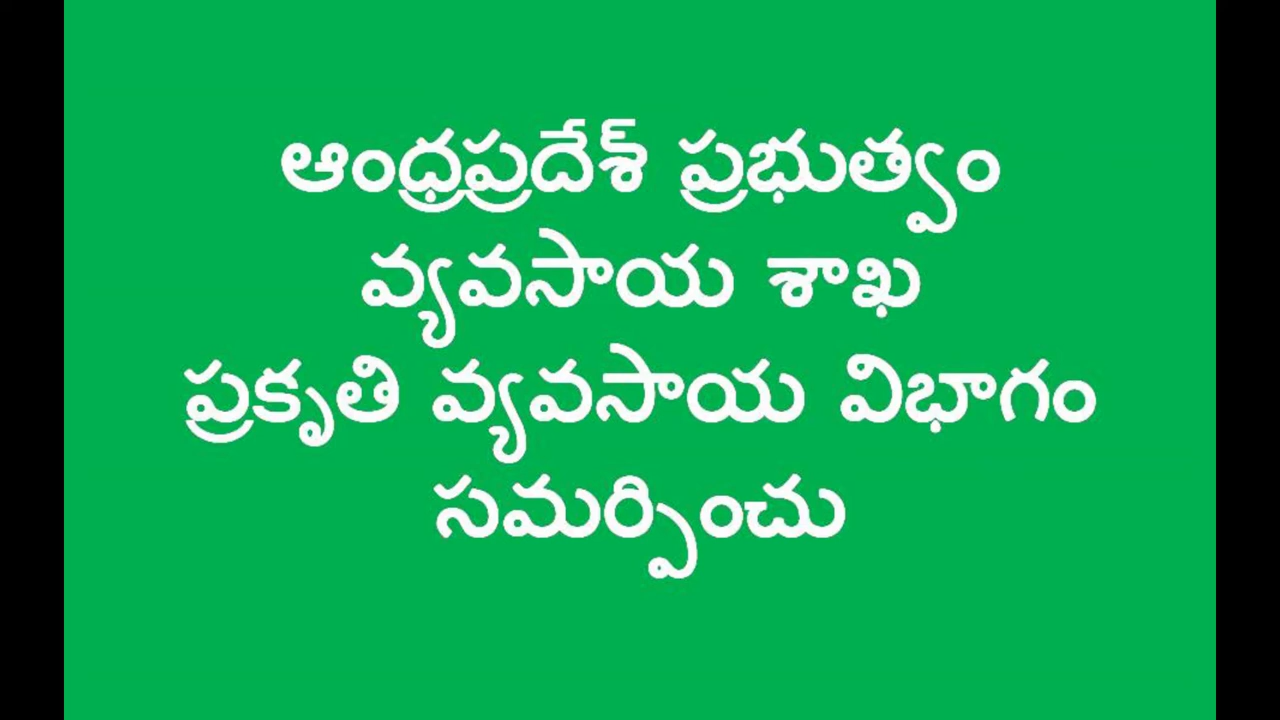 ఆంధ్రప్రదేశ్ ప్రభుత్వం
వ్యవసాయ శాఖ
ప్రకృతి వ్యవసాయ విభాగం
సమర్పించు